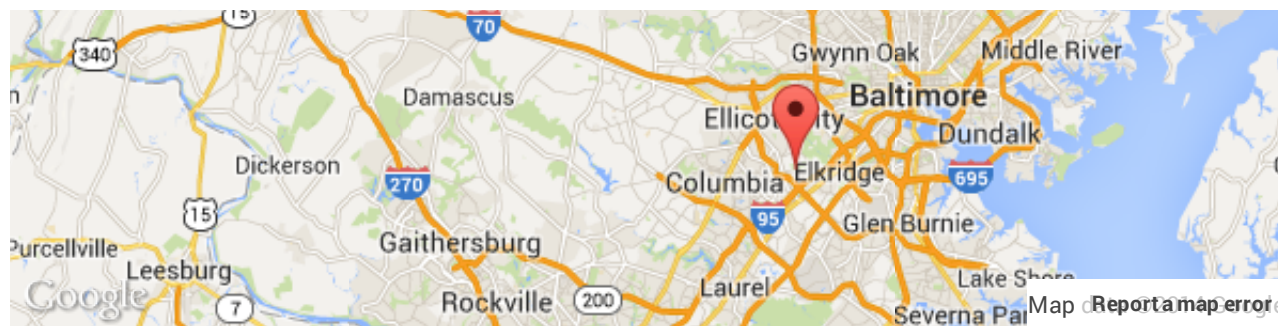 15
70
340
Gwynn Oak
Middle River
n
Damascus
Baltimore
Ellicott City
Dundalk
Dickerson
Elkridge
270
Columbia
695
15
95
Glen Burnie
Purcellville
Gaithersburg
Leesburg
Lake Shore
Laurel
Google
7
Rockville
200
Severna Par
Map
Report a map error